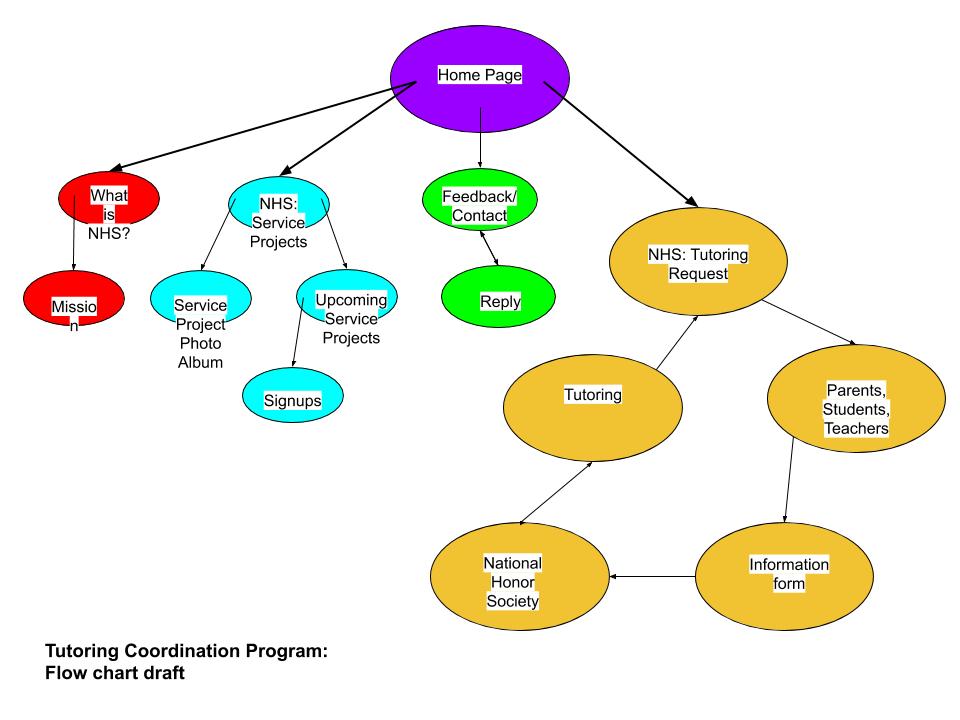 Home Page
What
is
NHS?
NHS:
Service
Projects
Feedback/
Contact
NHS: Tutoring
Request
Missio
n
Service
Project
Photo
Album
Upcoming
Service
Projects
Reply
Signups
Tutoring
Parents,
Students,
Teachers
National
Honor
Society
Information
form
Tutoring Coordination Program:
Flow chart draft